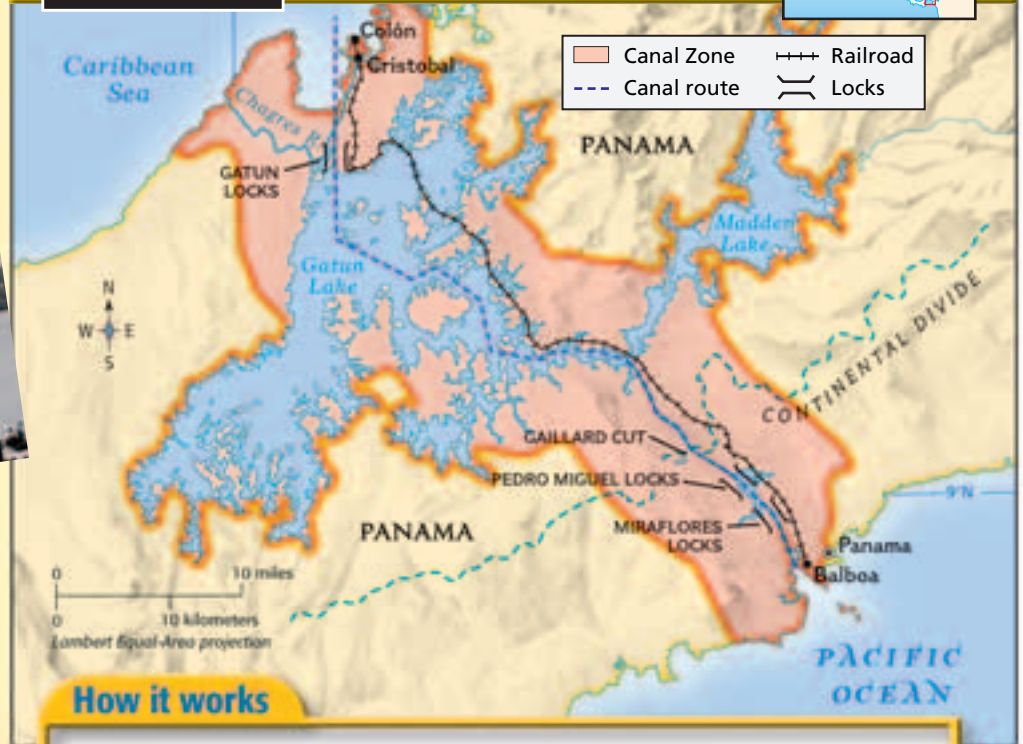 Colón
Cristobal
Caribbean
Sea
Canal Zone
Railroad
Canal route
Locks
Chagres R.
PANAMA
GATUN
LOCKS
Madden
Lake
Gatun
Lake
N
W E
S
CONTINENTAL DIVIDE
GAILLARD CUT
PEDRO MIGUEL LOCKS
9°N
PANAMA
MIRAFLORES
LOCKS
Panama
Balboa
0 10 miles
0 10 kilometers
Lambert Equal-Area projection
PACIFIC
OCEAN
How it works